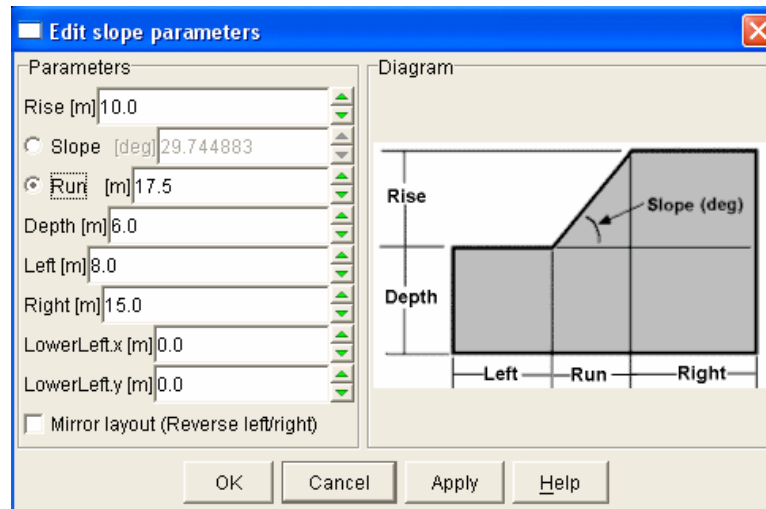 Edit slope parameters
Parameters
Rise [m] 10.0
Slope [deg] 29.744883
Run [m] 17.5
Depth [m] 6.0
Left [m] 8.0
Right [m] 15.0
LowerLeft.x [m] 0.0
LowerLeft.y [m] 0.0
Mirror layout (Reverse left/right)
Diagram
Rise
Slope (deg)
Depth
Left
Run
Right
OK
Cancel
Apply
Help